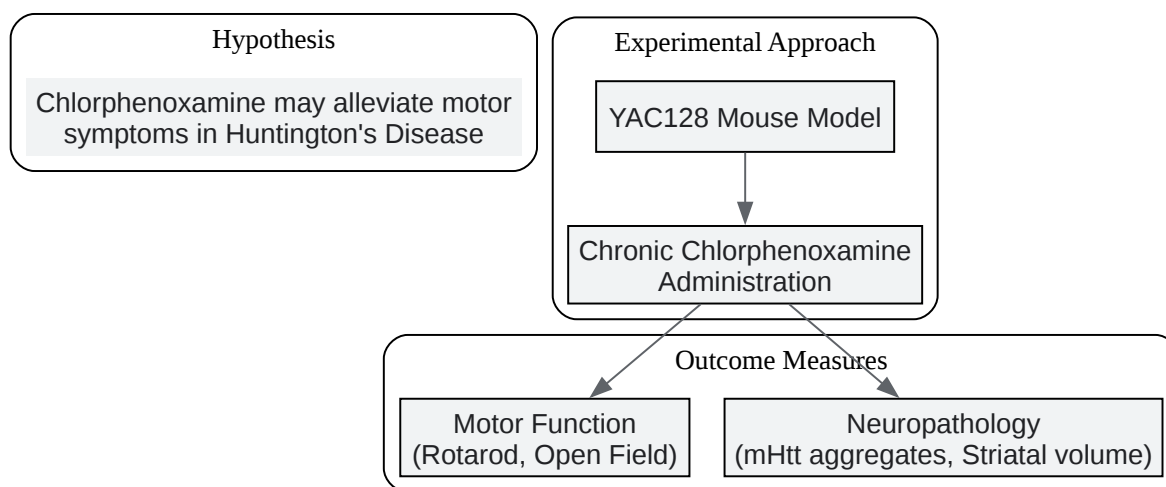 Hypothesis
Chlorphenoxamine may alleviate motor
symptoms in Huntington's Disease
Experimental Approach
YAC128 Mouse Model
Chronic Chlorphenoxamine
Administration
Outcome Measures
Motor Function
(Rotarod, Open Field)
Neuropathology
(mHtt aggregates, Striatal volume)